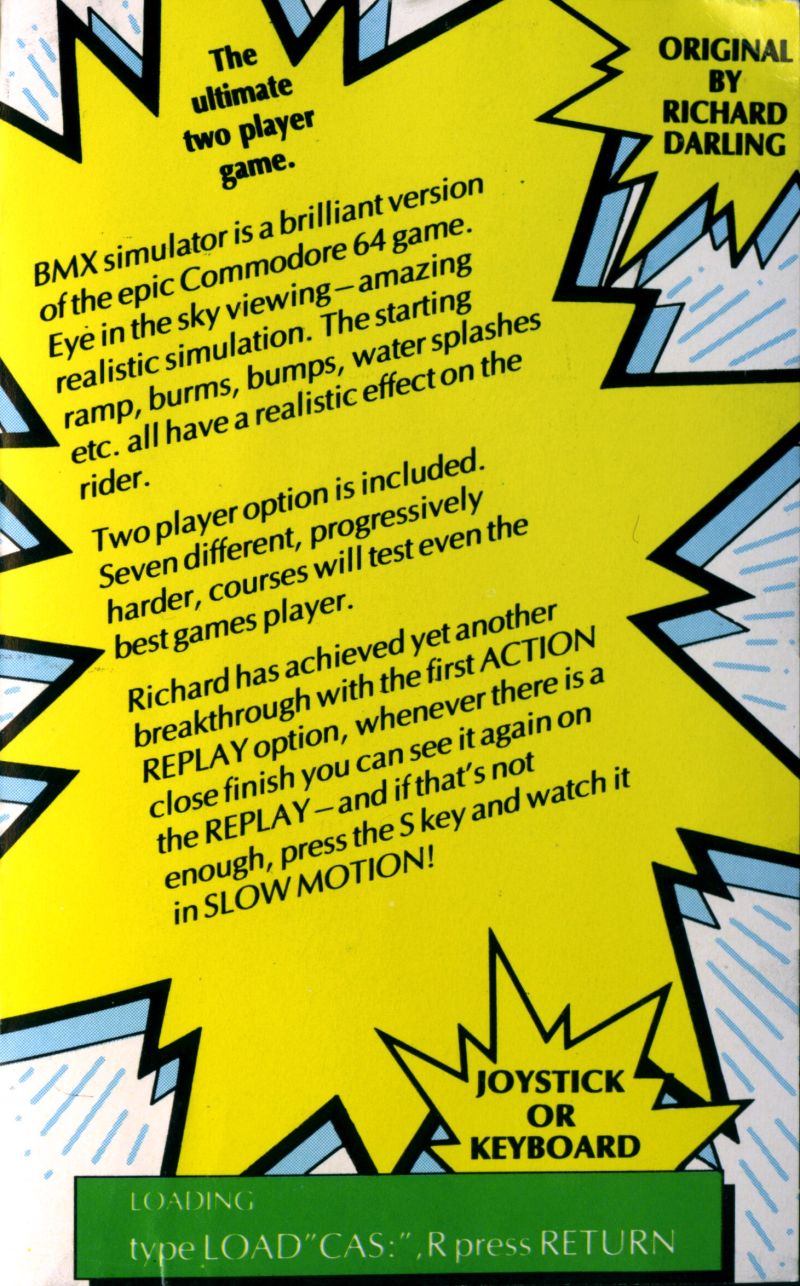 The
ultimate
two player
game.
ORIGINAL
BY
RICHARD
DARLING
BMX simulator is a brilliant version
of the epic Commodore 64 game.
Eye in the sky viewing – amazing
realistic simulation. The starting
ramp, burms, bumps, water splashes
etc. all have a realistic effect on the
rider.
Two player option is included.
Seven different, progressively
harder, courses will test even the
best games player.
Richard has achieved yet another
breakthrough with the first ACTION
REPLAY option, whenever there is a
close finish you can see it again on
the REPLAY – and if that's not
enough, press the S key and watch it
in SLOW MOTION!
JOYSTICK
OR
KEYBOARD
LOADING
type LOAD"CAS:",R press RETURN